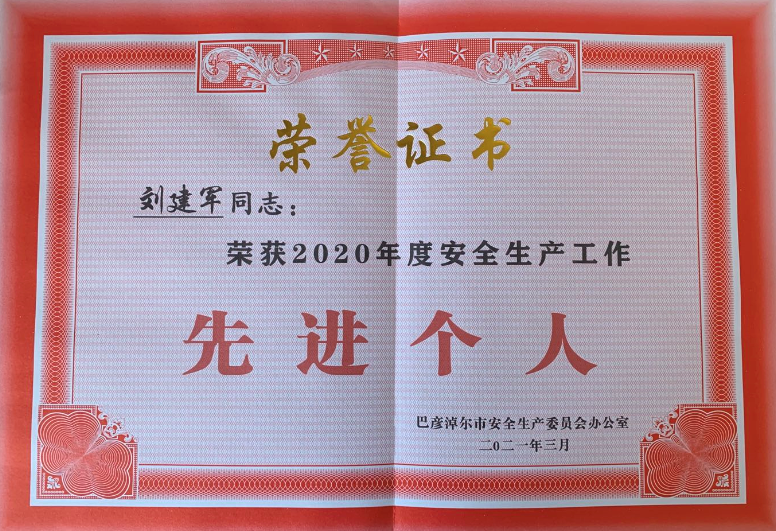 荣誉证书
刘建军同志：
荣获2020年度安全生产工作
先进个人
巴彦淖尔市安全生产委员会办公室
二0二一年三月